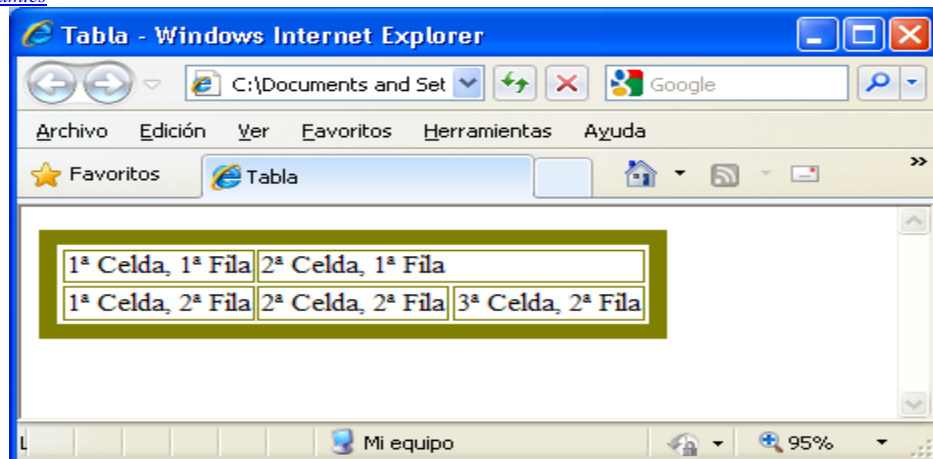 Tabla - Windows Internet Explorer
C:\Documents and Set
Google
Archivo Edición Ver Favoritos Herramientas Ayuda
Favoritos Tabla »
1ª Celda, 1ª Fila 2ª Celda, 1ª Fila
1ª Celda, 2ª Fila 2ª Celda, 2ª Fila 3ª Celda, 2ª Fila
Mi equipo 95%